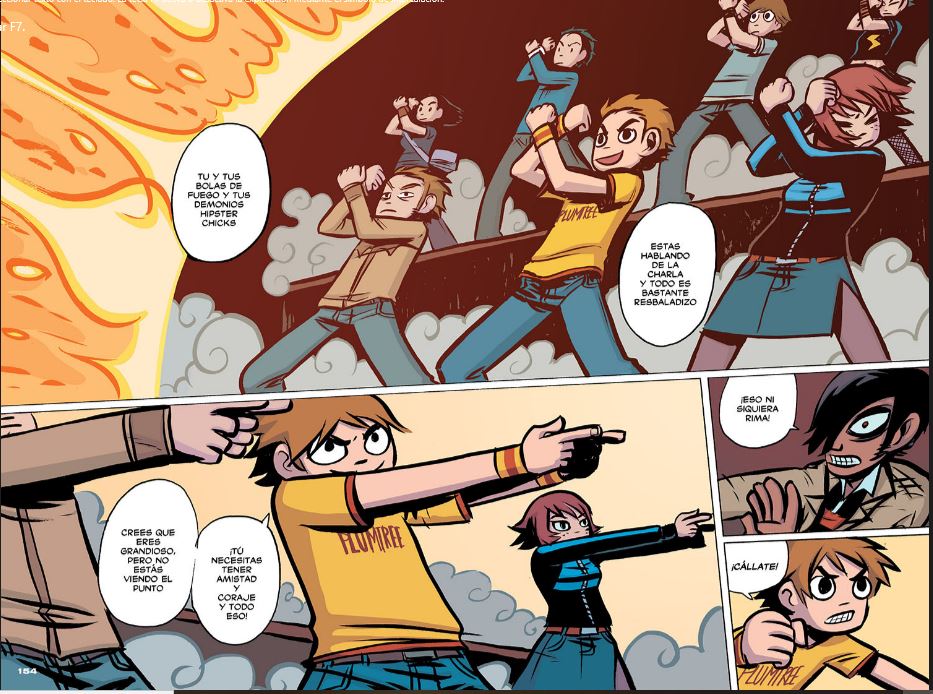 ir F7.
TU Y TUS
BOLAS DE
FUEGO Y TUS
DEMONIOS
HIPSTER
CHICKS
PLUMTREE
ESTAS
HABLANDO
DE LA
CHARLA
Y TODO ES
BASTANTE
RESBALADIZO
CREES QUE
ERES
GRANDIOSO,
PERO NO
ESTÁS
VIENDO EL
PUNTO
¡TÚ
NECESITAS
TENER
AMISTAD
Y
CORAJE
Y TODO
ESO!
PLUMTREE
¡ESO NI
SIQUIERA
RIMA!
¡CÁLLATE!
PLUMTREE
154